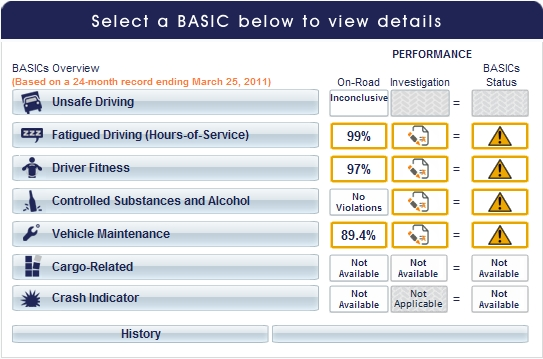 Select a BASIC below to view details
PERFORMANCE
BASICs Overview
(Based on a 24-month record ending March 25, 2011)
On-Road Investigation BASICs Status
Unsafe Driving Inconclusive =
zzz Fatigued Driving (Hours-of-Service) 99% = !
Driver Fitness 97% = !
Controlled Substances and Alcohol No Violations = !
Vehicle Maintenance 89.4% = !
Cargo-Related Not Available Not Available = Not Available
Crash Indicator Not Available Not Applicable = Not Available
History